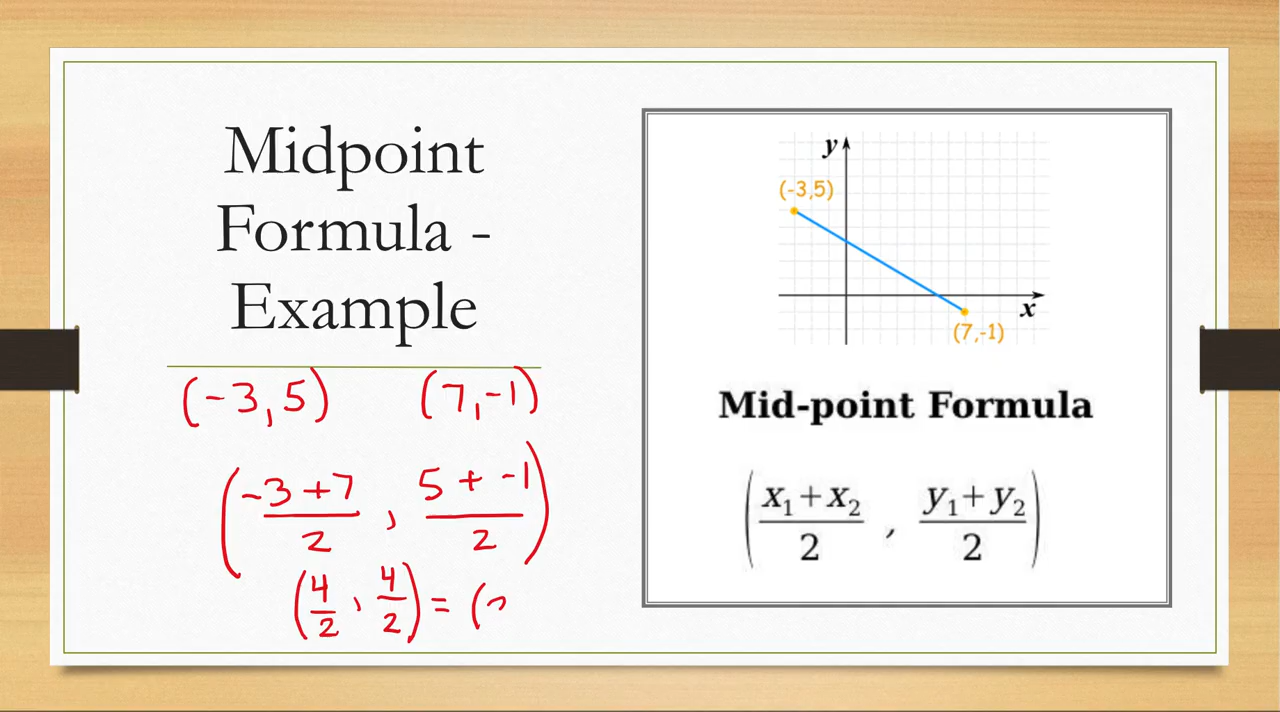 Midpoint
Formula -
Example
(-3,5) (7,-1)
(-3+7/2, 5+-1/2)
(4/2, 4/2) = (
y
(-3,5)
x
(7,-1)
Mid-point Formula
(x₁+x₂/2 , y₁+y₂/2)